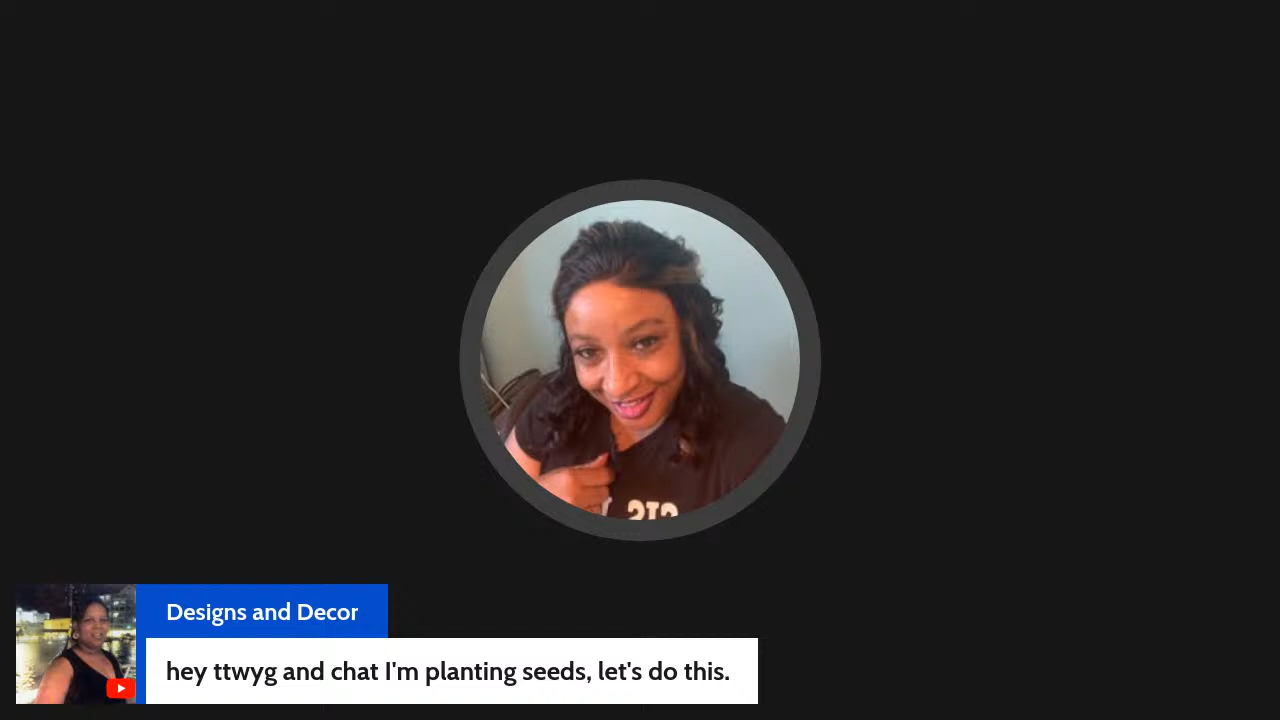 Designs and Decor
hey ttwyg and chat I'm planting seeds, let's do this.